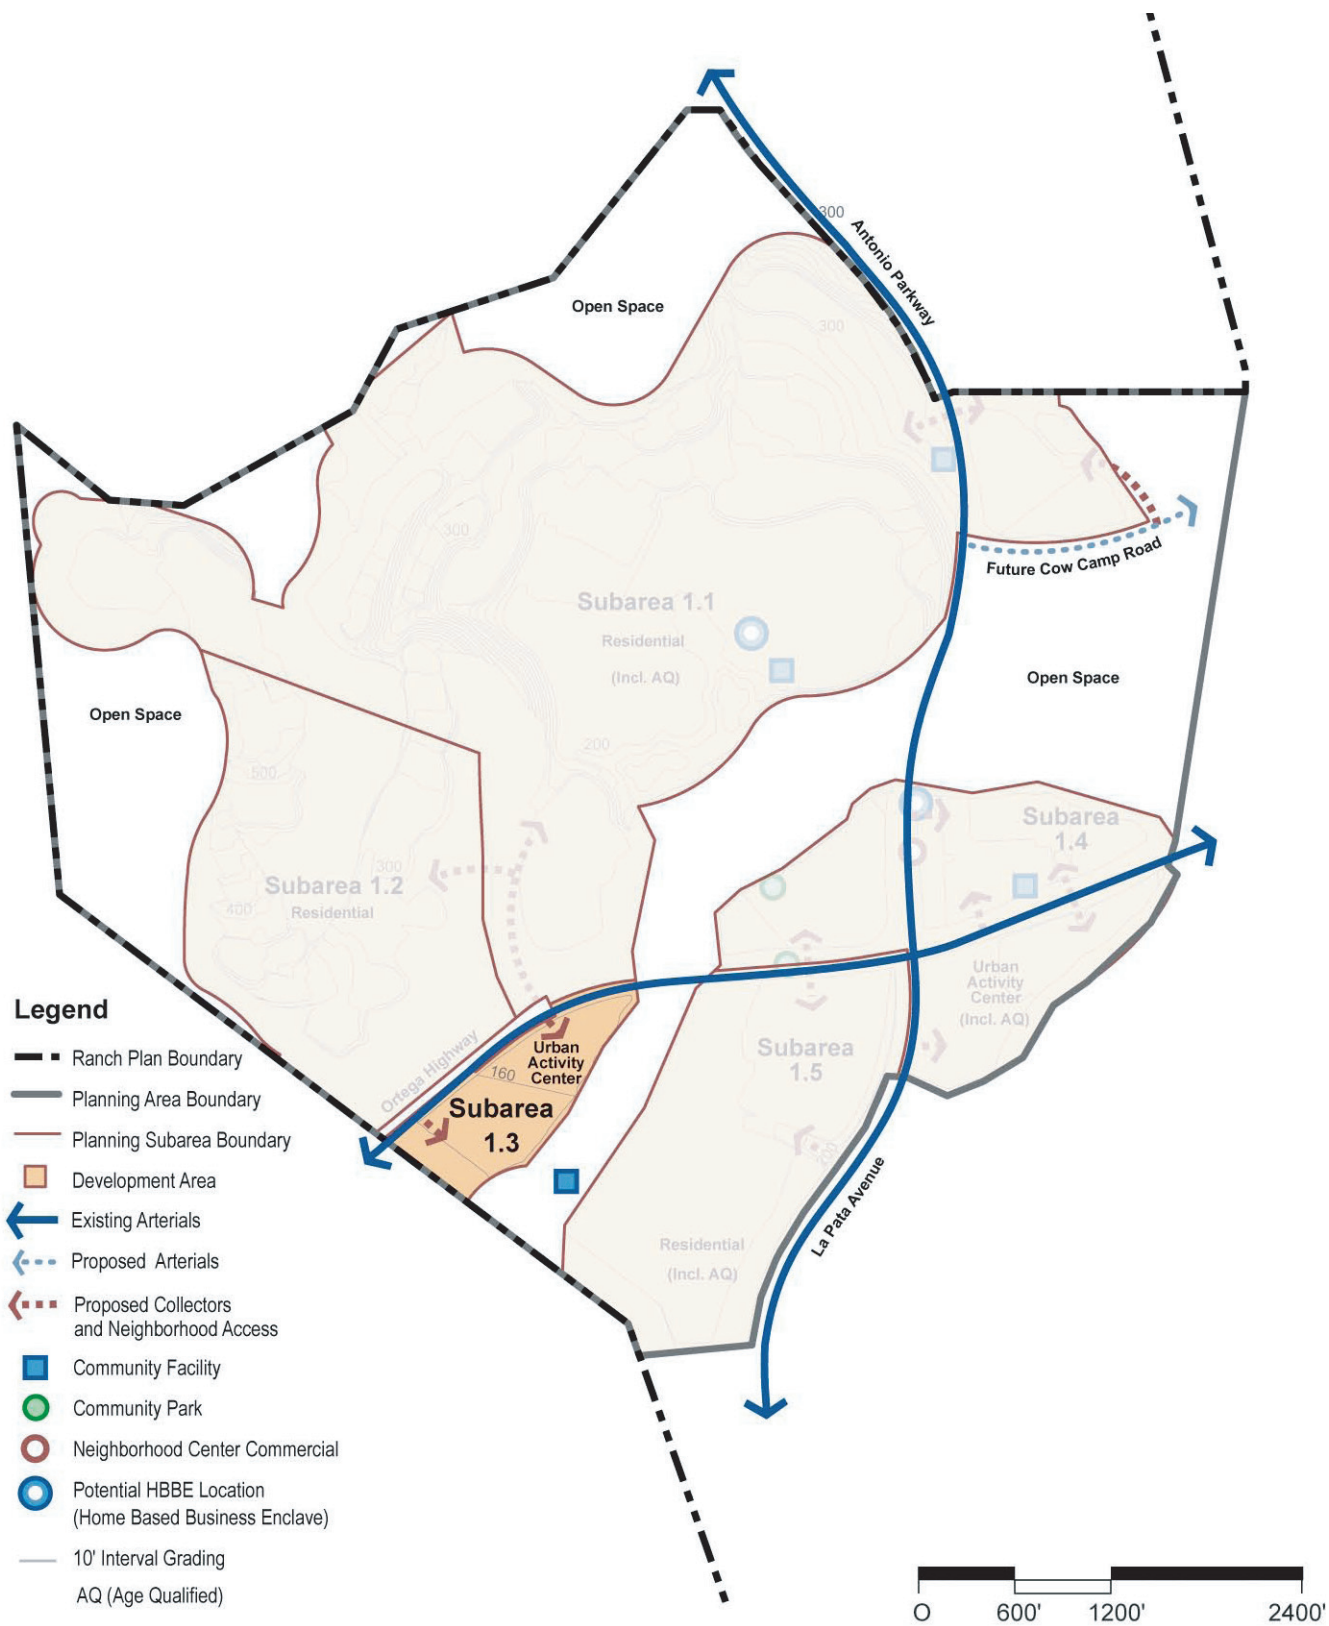 300
Antonio Parkway
Open Space
300
Future Cow Camp Road
300
Subarea 1.1
Residential
(Incl. AQ)
Open Space
Open Space
200
500
300
Subarea 1.2
400
Residential
Subarea
1.4
Urban
Activity
Center
(Incl. AQ)
Ortega Highway
Urban
Activity
Center
160
Subarea
1.3
Subarea
1.5
200
La Pata Avenue
Residential
(Incl. AQ)
Legend
Ranch Plan Boundary
Planning Area Boundary
Planning Subarea Boundary
Development Area
Existing Arterials
Proposed Arterials
Proposed Collectors
and Neighborhood Access
Community Facility
Community Park
Neighborhood Center Commercial
Potential HBBE Location
(Home Based Business Enclave)
10' Interval Grading
AQ (Age Qualified)
O 600' 1200' 2400'